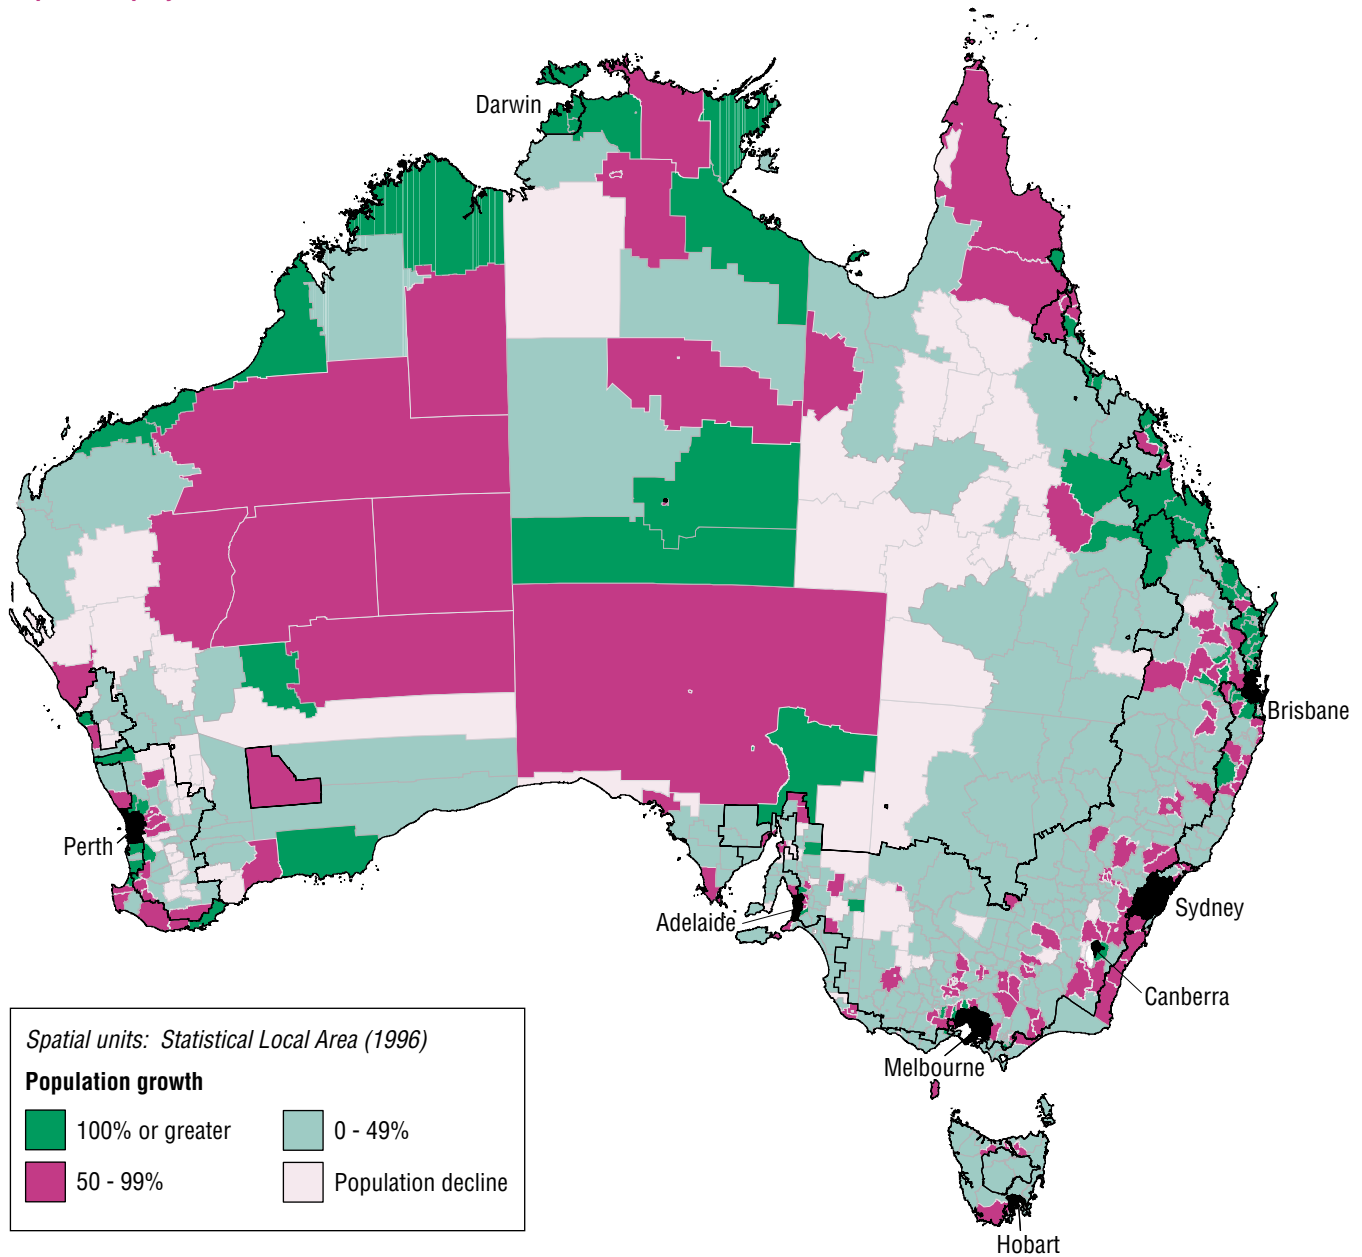 Darwin
Brisbane
Perth
Sydney
Adelaide
Canberra
Melbourne
Spatial units: Statistical Local Area (1996)
Population growth
100% or greater
0 - 49%
50 - 99%
Population decline
Hobart